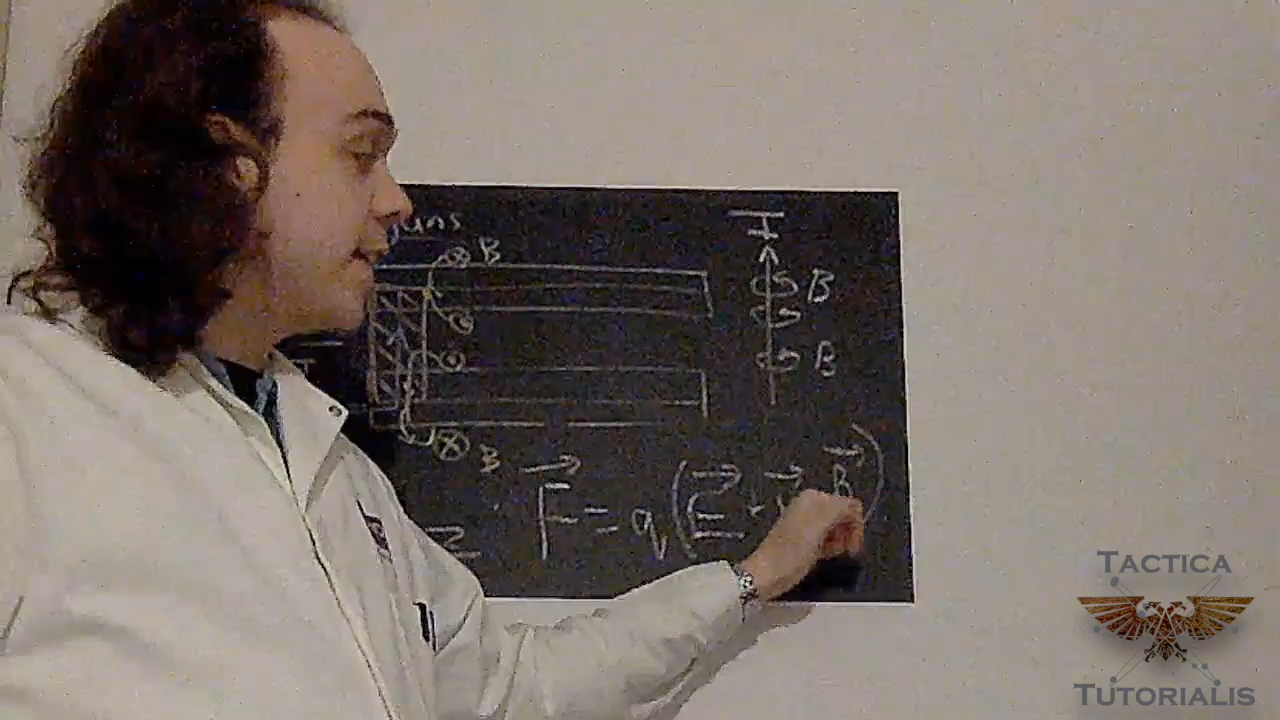 B
I
B
B
B
F = q(E +
B)
TACTICA
TUTORIALIS